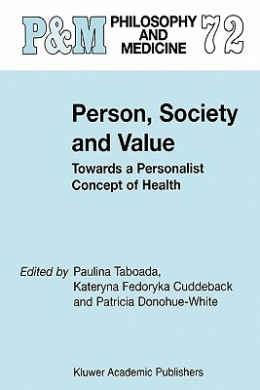 P&M PHILOSOPHY AND MEDICINE 72
Person, Society
and Value
Towards a Personalist
Concept of Health
Edited by Paulina Taboada,
Kateryna Fedoryka Cuddeback
and Patricia Donohue-White
Kluwer Academic Publishers